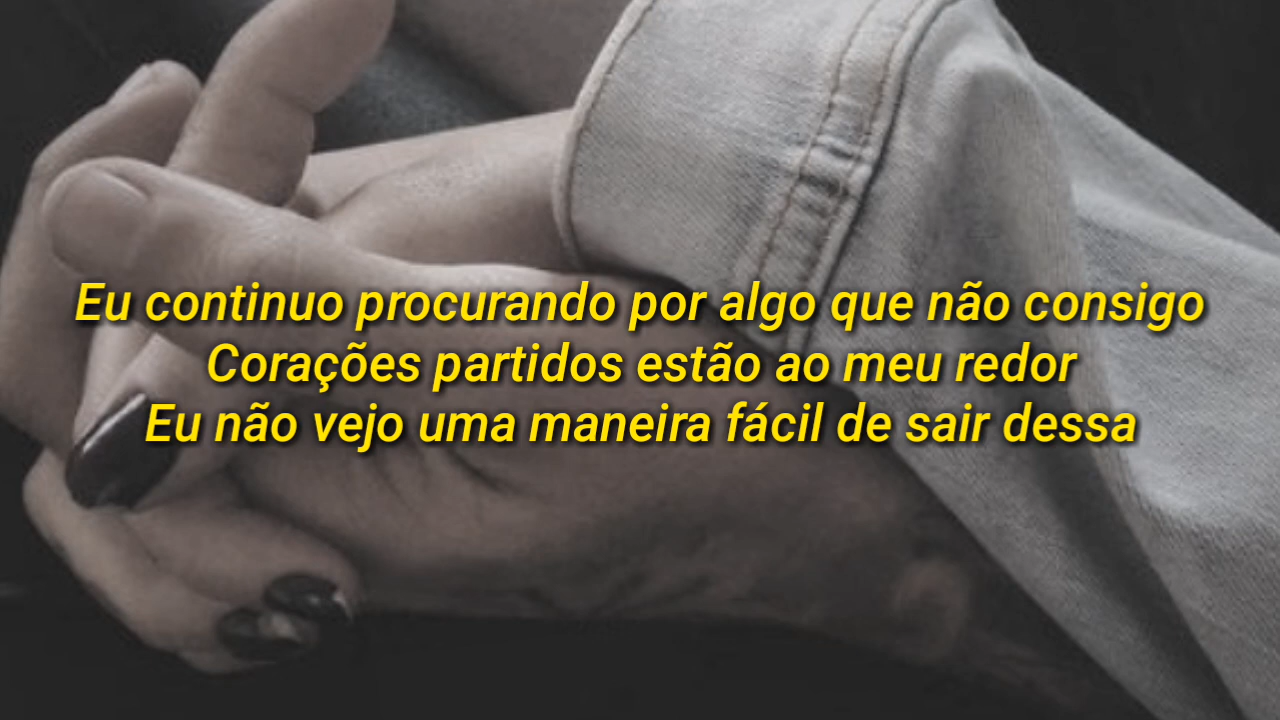 Eu continuo procurando por algo que não consigo
Corações partidos estão ao meu redor
Eu não vejo uma maneira fácil de sair dessa